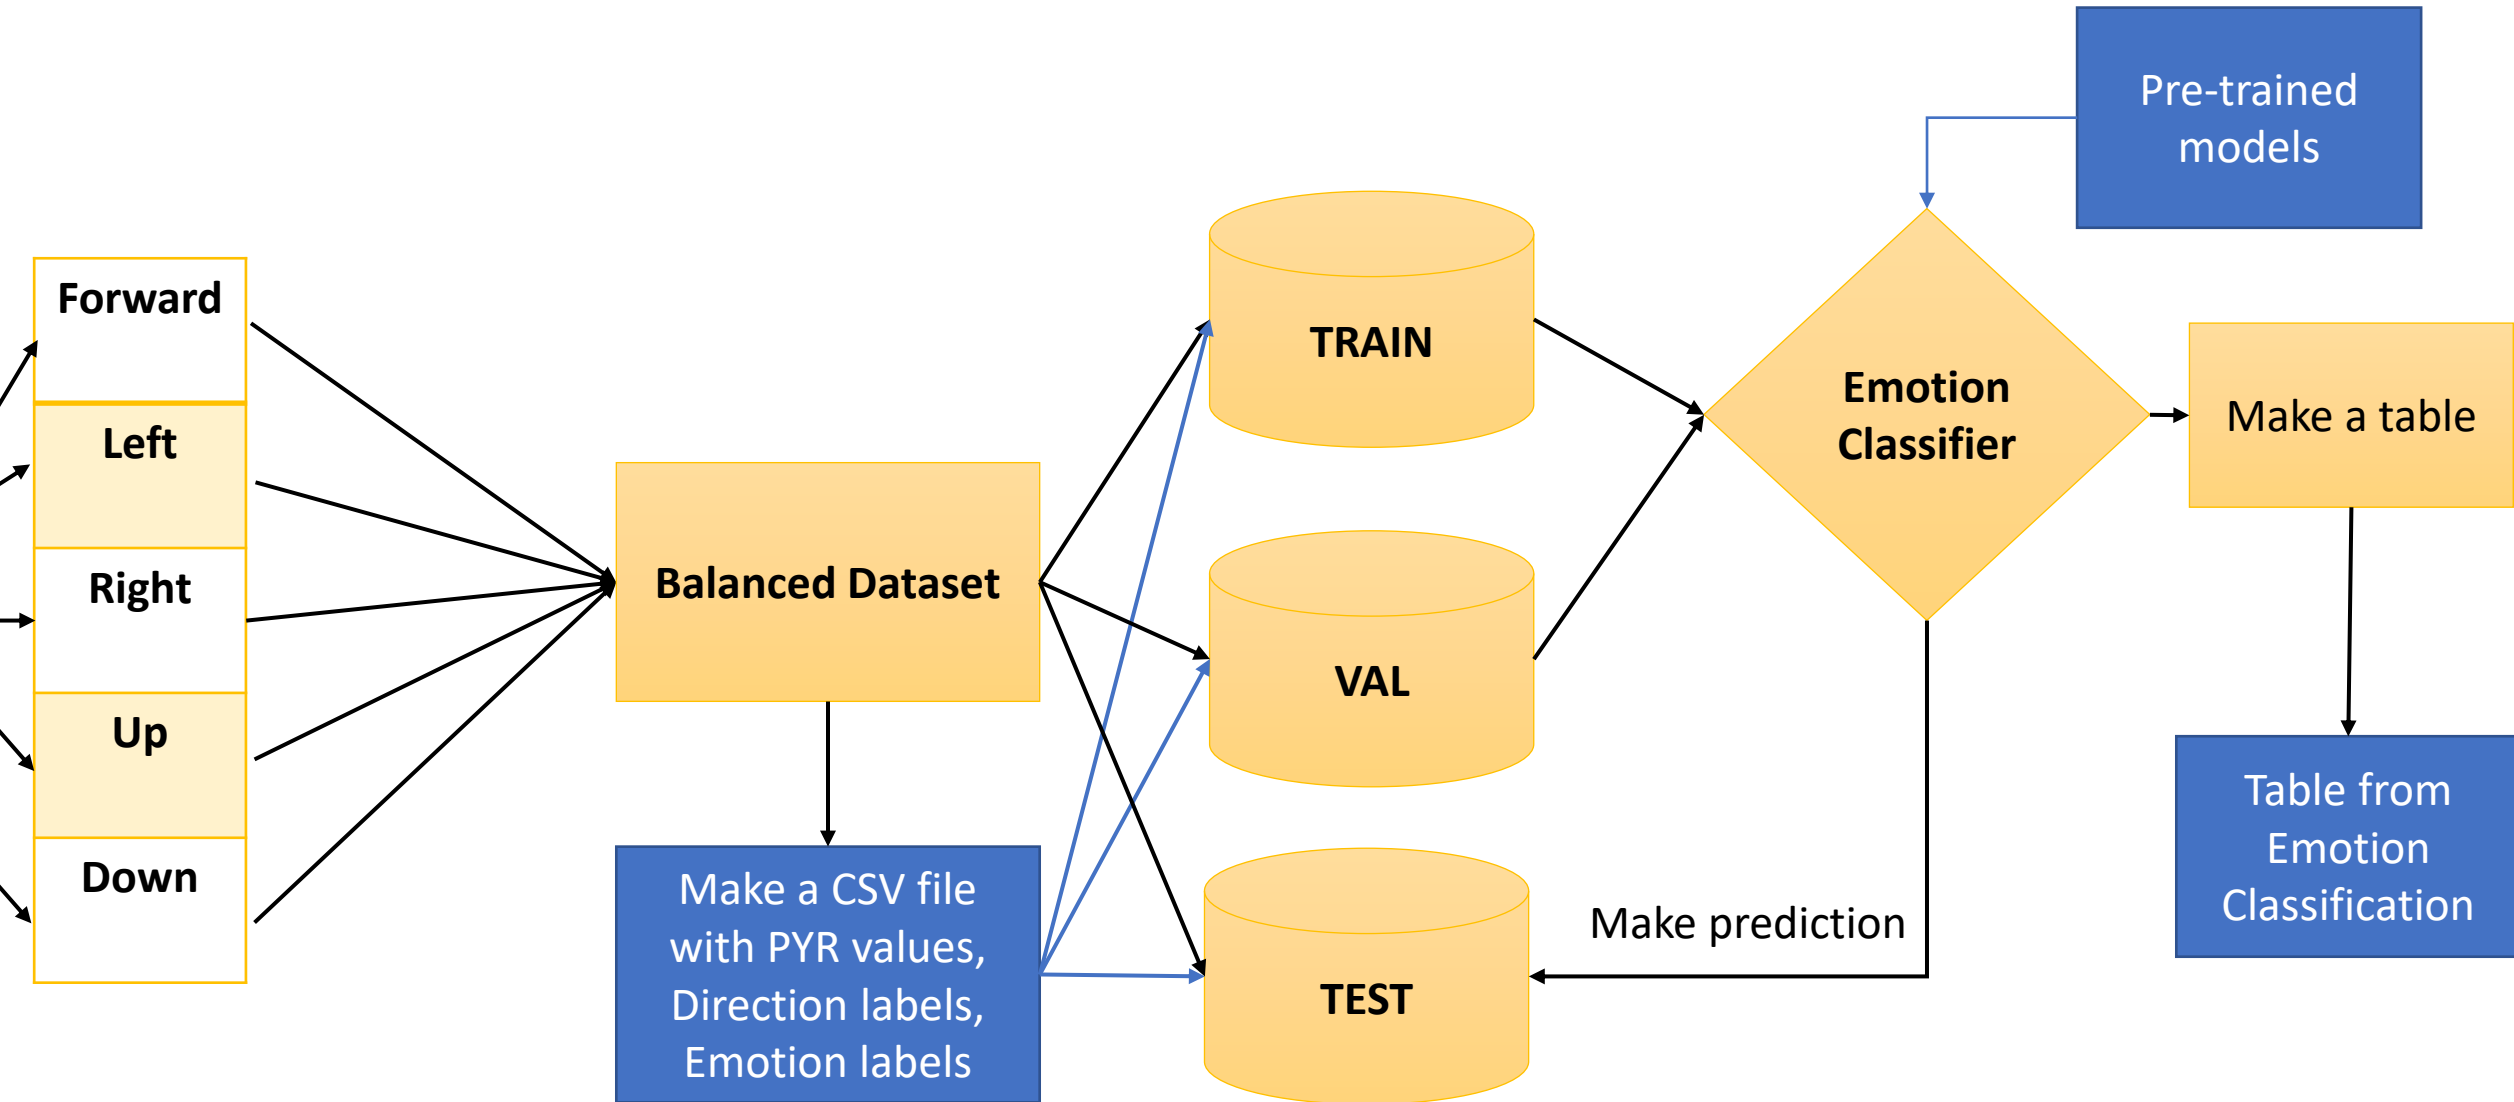 Pre-trained
models
Forward
Left
Right
Up
Down
Balanced Dataset
Make a CSV file
with PYR values,
Direction labels,
Emotion labels
TRAIN
VAL
TEST
Emotion
Classifier
Make prediction
Make a table
Table from
Emotion
Classification